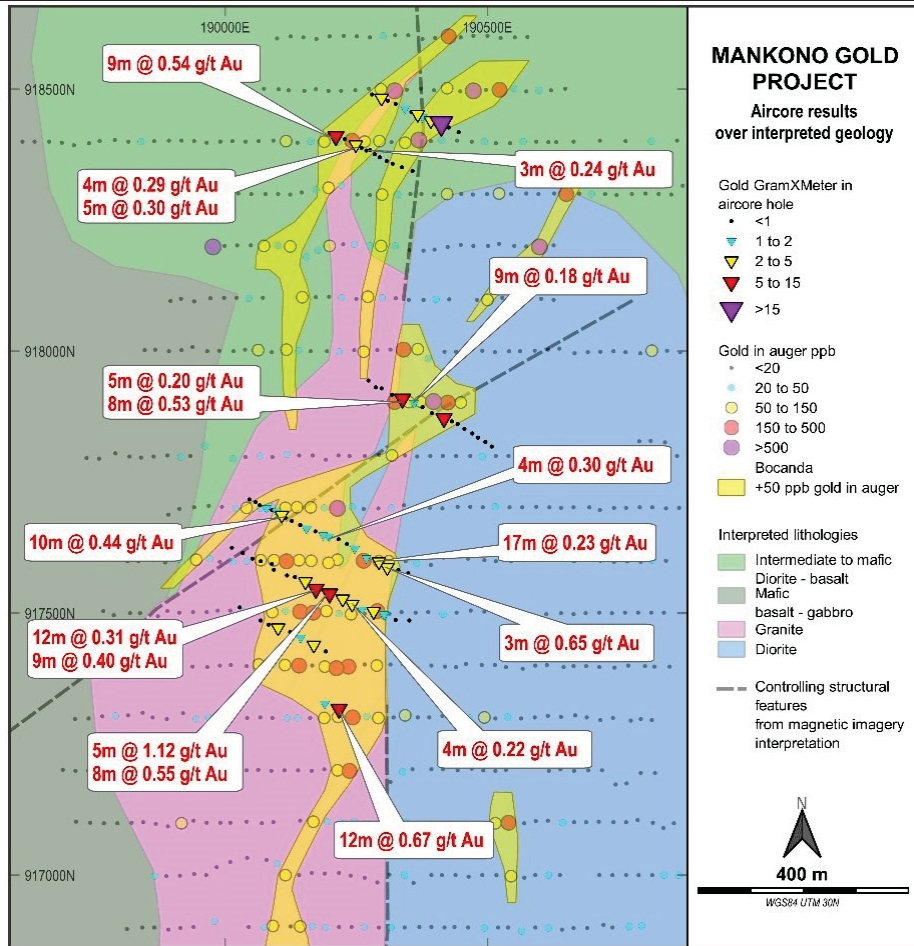 190000E
190500E
918500N
918000N
917500N
917000N
9m @ 0.54 g/t Au
4m @ 0.29 g/t Au
5m @ 0.30 g/t Au
3m @ 0.24 g/t Au
9m @ 0.18 g/t Au
5m @ 0.20 g/t Au
8m @ 0.53 g/t Au
4m @ 0.30 g/t Au
10m @ 0.44 g/t Au
17m @ 0.23 g/t Au
3m @ 0.65 g/t Au
12m @ 0.31 g/t Au
9m @ 0.40 g/t Au
5m @ 1.12 g/t Au
8m @ 0.55 g/t Au
4m @ 0.22 g/t Au
12m @ 0.67 g/t Au
MANKONO GOLD
PROJECT
Aircore results
over interpreted geology
Gold GramXMeter in
aircore hole
<1
1 to 2
2 to 5
5 to 15
>15
Gold in auger ppb
<20
20 to 50
50 to 150
150 to 500
>500
Bocanda
+50 ppb gold in auger
Interpreted lithologies
Intermediate to mafic
Diorite - basalt
Mafic
basalt - gabbro
Granite
Diorite
Controlling structural
features
from magnetic imagery
interpretation
N
400 m
WGS84 UTM 30N